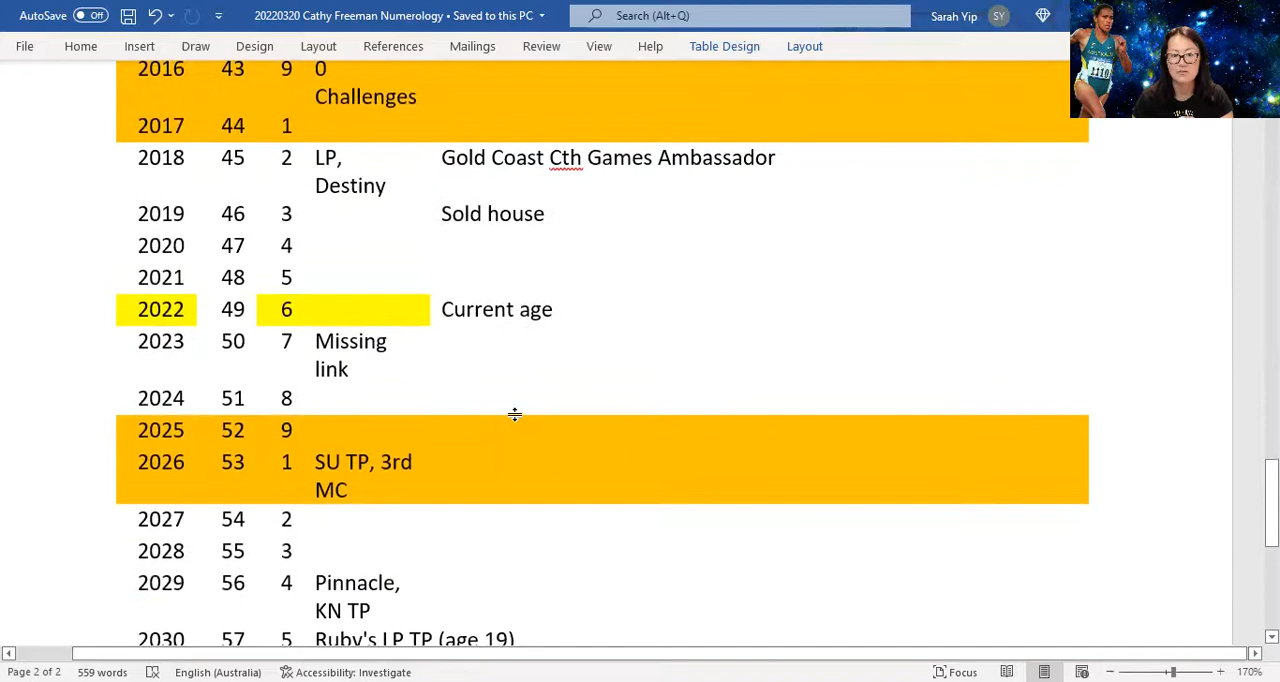 AutoSave Off 20220320 Cathy Freeman Numerology • Saved to this PC Search (Alt+Q) Sarah Yip SY
File Home Insert Draw Design Layout References Mailings Review View Help Table Design Layout
1110
2016 43 9 0
Challenges
2017 44 1
2018 45 2 LP, Gold Coast Cth Games Ambassador
Destiny
2019 46 3 Sold house
2020 47 4
2021 48 5
2022 49 6 Current age
2023 50 7 Missing
link
2024 51 8
2025 52 9
2026 53 1 SU TP, 3rd
MC
2027 54 2
2028 55 3
2029 56 4 Pinnacle,
KN TP
2030 57 5 Ruby's LP TP (age 19)
Page 2 of 2 559 words English (Australia) Accessibility: Investigate Focus 170%